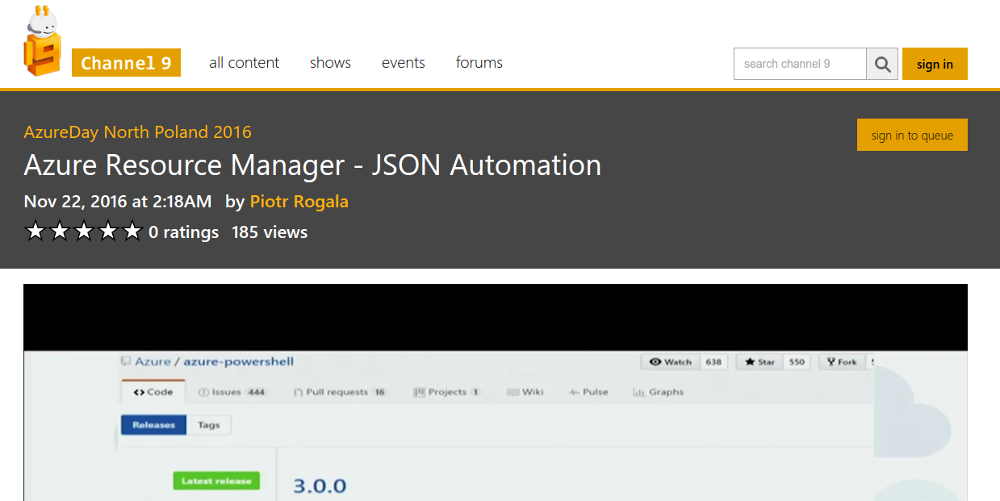 Channel 9
all content shows events forums
search channel 9
sign in
AzureDay North Poland 2016
sign in to queue
Azure Resource Manager - JSON Automation
Nov 22, 2016 at 2:18AM by Piotr Rogala
0 ratings 185 views
Azure / azure-powershell
Watch 638 Star 550 Fork
Code Issues 444 Pull requests 16 Projects 1 Wiki Pulse Graphs
Releases Tags
Latest release
3.0.0